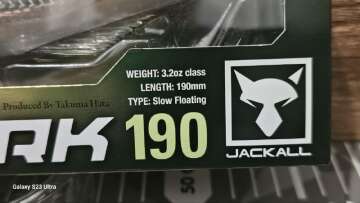 WEIGHT: 3.2oz class
LENGTH: 190mm
TYPE: Slow Floating
Produced By Takuma Hata
RK 190
JACKALL
Galaxy S23 Ultra